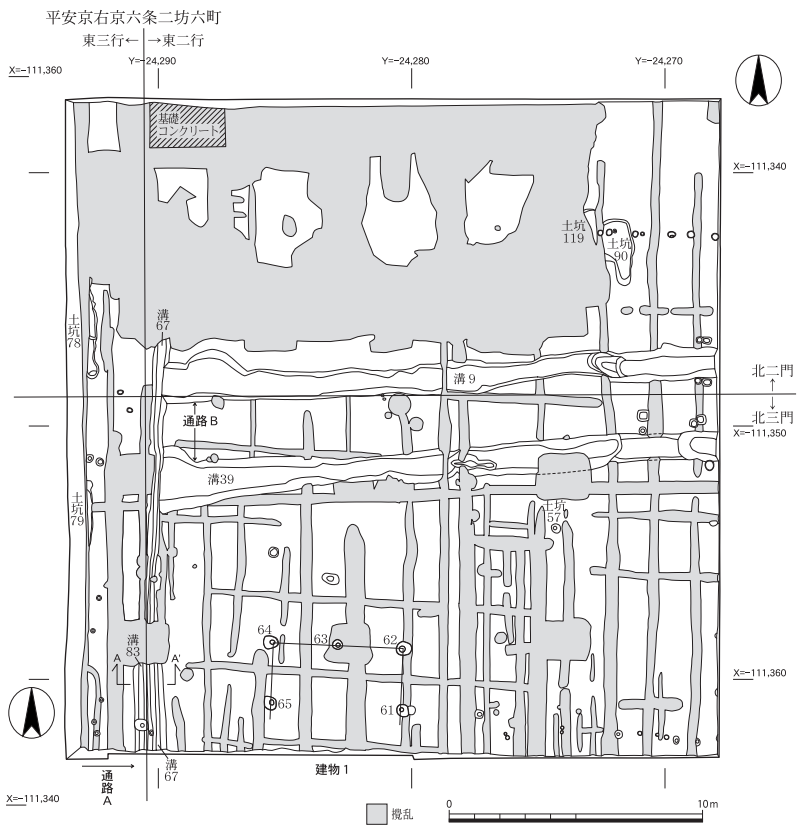 平安京右京六条二坊六町
東三行←→東二行
X=-111,360
Y=-24,290
Y=-24,280
Y=-24,270
基礎
コンクリート
X=-111,340
土坑
119
土坑
90
土坑
78
溝
67
溝9
北二門
↑
↓
北三門
通路B
X=-111,350
溝39
土坑
79
土坑
57
64
63
62
溝
83
A
A'
65
61
X=-111,360
溝
67
通路
A
建物1
X=-111,340
攪乱
0
10m